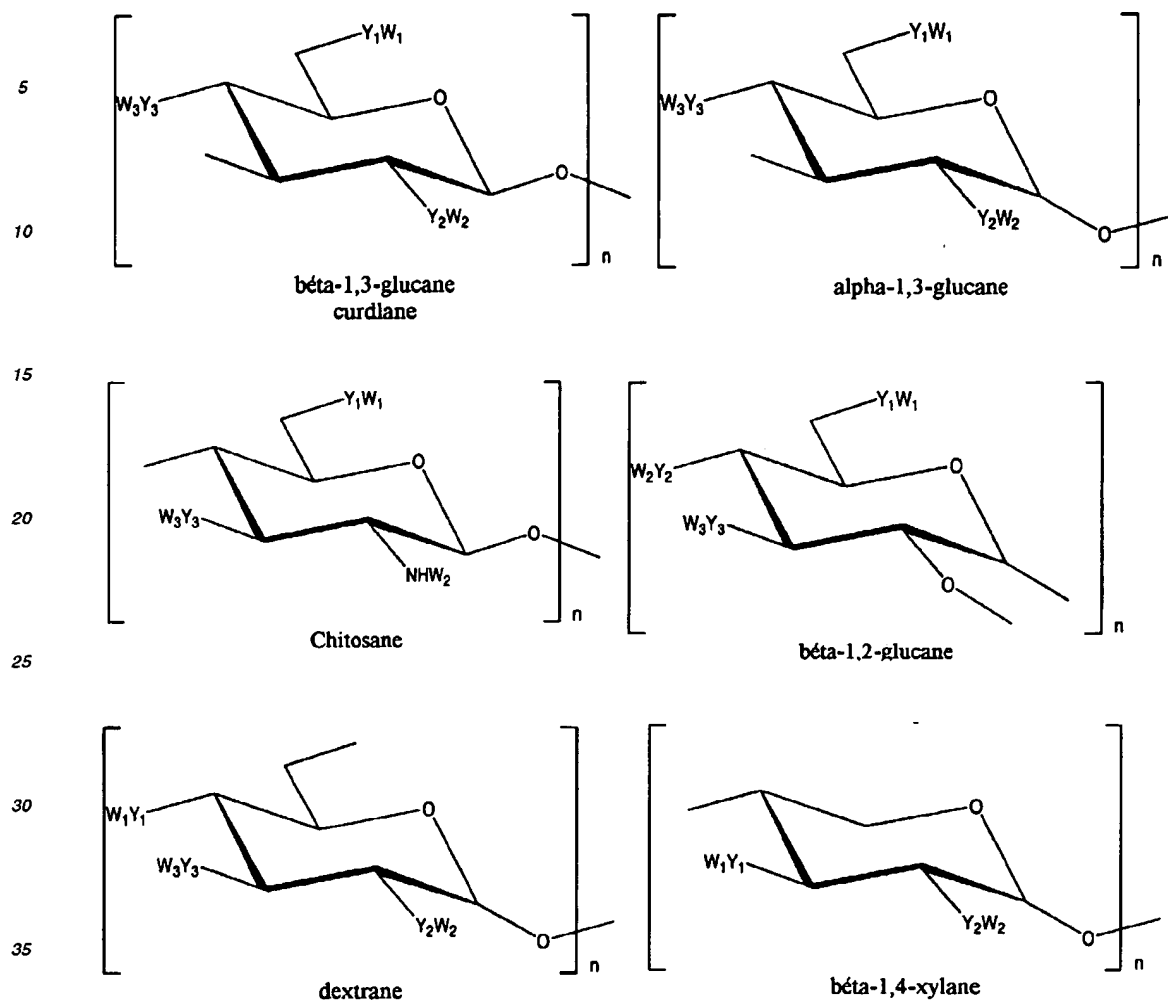 Y₁W₁ Y₁W₁
5
W₃Y₃ O W₃Y₃ O
O
Y₂W₂ Y₂W₂
10
O
n n
béta-1,3-glucane alpha-1,3-glucane
curdlane
15
Y₁W₁ Y₁W₁
O W₂Y₂ O
20
W₃Y₃ O W₃Y₃
NHW₂ O
n n
Chitosane béta-1,2-glucane
25
30
W₁Y₁ O O
W₃Y₃ W₁Y₁
Y₂W₂ O Y₂W₂ O
35
n n
dextrane béta-1,4-xylane